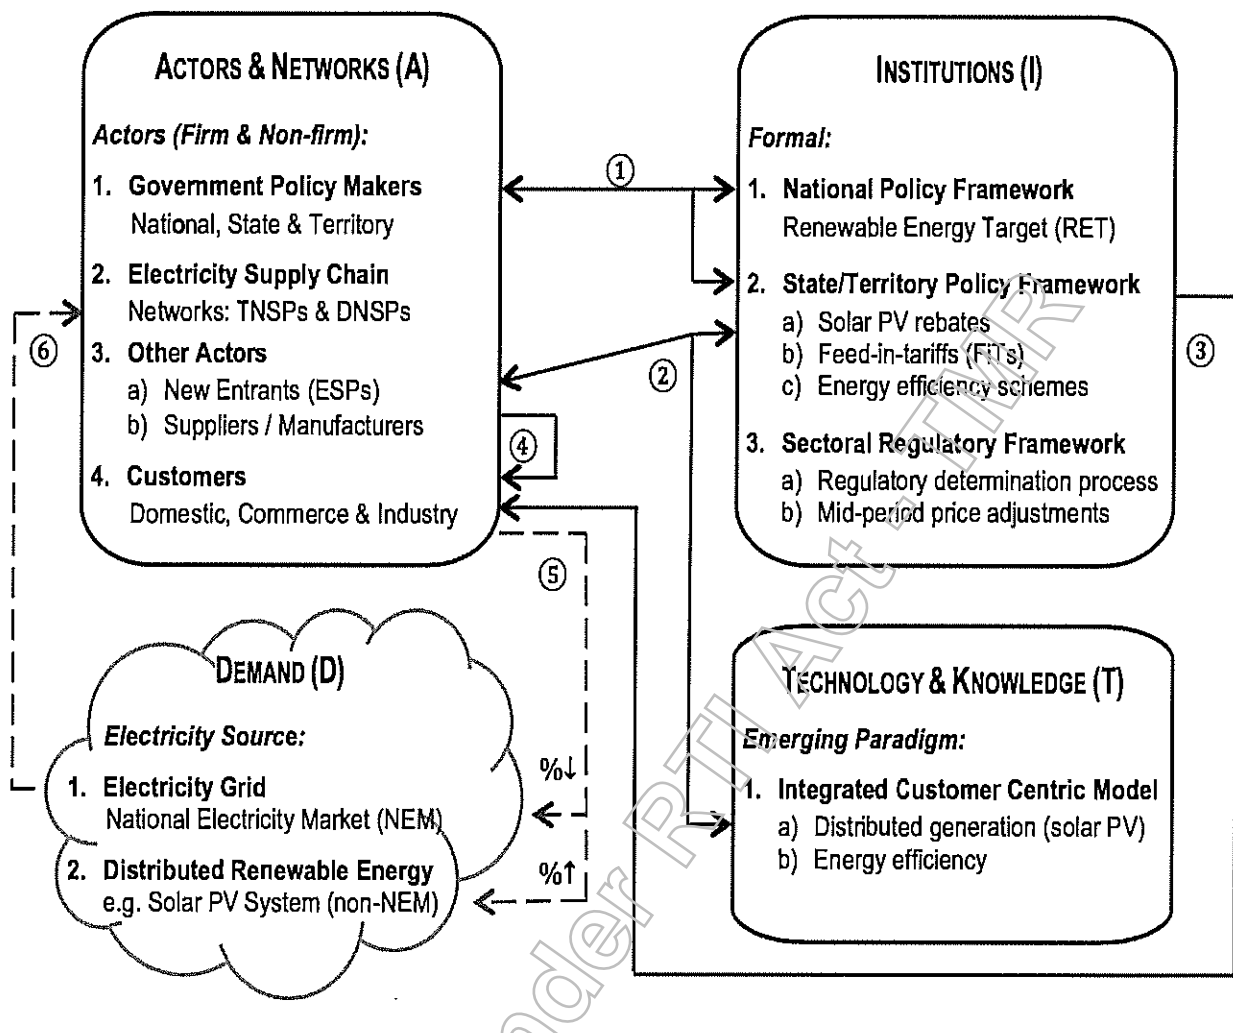 ACTORS & NETWORKS (A)
Actors (Firm & Non-firm):
1. Government Policy Makers
National, State & Territory
2. Electricity Supply Chain
Networks: TNSPs & DNSPs
3. Other Actors
a) New Entrants (ESPs)
b) Suppliers / Manufacturers
4. Customers
Domestic, Commerce & Industry
INSTITUTIONS (I)
Formal:
1. National Policy Framework
Renewable Energy Target (RET)
2. State/Territory Policy Framework
a) Solar PV rebates
b) Feed-in-tariffs (FiTs)
c) Energy efficiency schemes
3. Sectoral Regulatory Framework
a) Regulatory determination process
b) Mid-period price adjustments
①
②
③
④
⑤
⑥
DEMAND (D)
Electricity Source:
1. Electricity Grid
National Electricity Market (NEM)
2. Distributed Renewable Energy
e.g. Solar PV System (non-NEM)
%↓
%↑
TECHNOLOGY & KNOWLEDGE (T)
Emerging Paradigm:
1. Integrated Customer Centric Model
a) Distributed generation (solar PV)
b) Energy efficiency
nder RTI Act - TMR